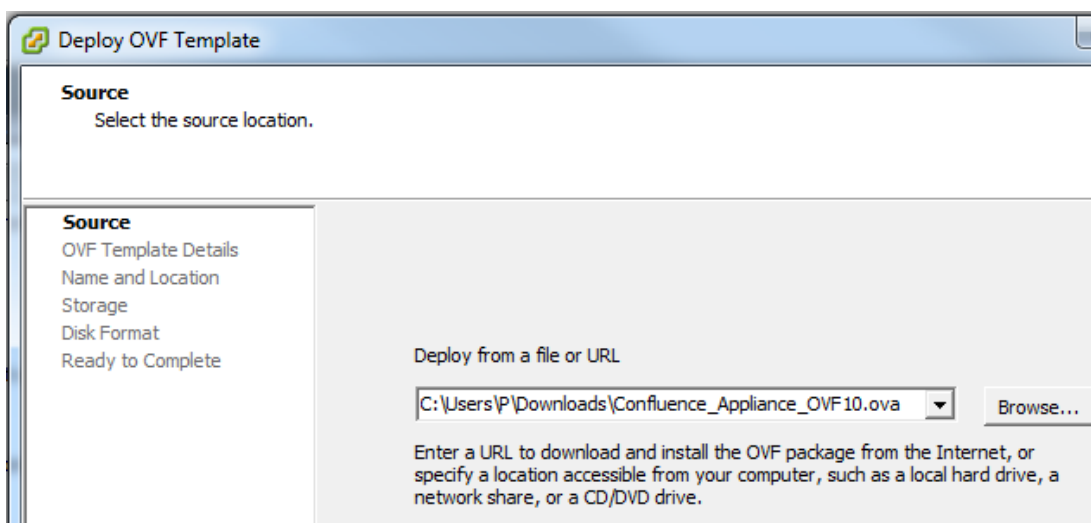 Deploy OVF Template
Source
Select the source location.
Source
OVF Template Details
Name and Location
Storage
Disk Format
Ready to Complete
Deploy from a file or URL
C:\Users\P\Downloads\Confluence_Appliance_OVF10.ova
Browse...
Enter a URL to download and install the OVF package from the Internet, or
specify a location accessible from your computer, such as a local hard drive, a
network share, or a CD/DVD drive.